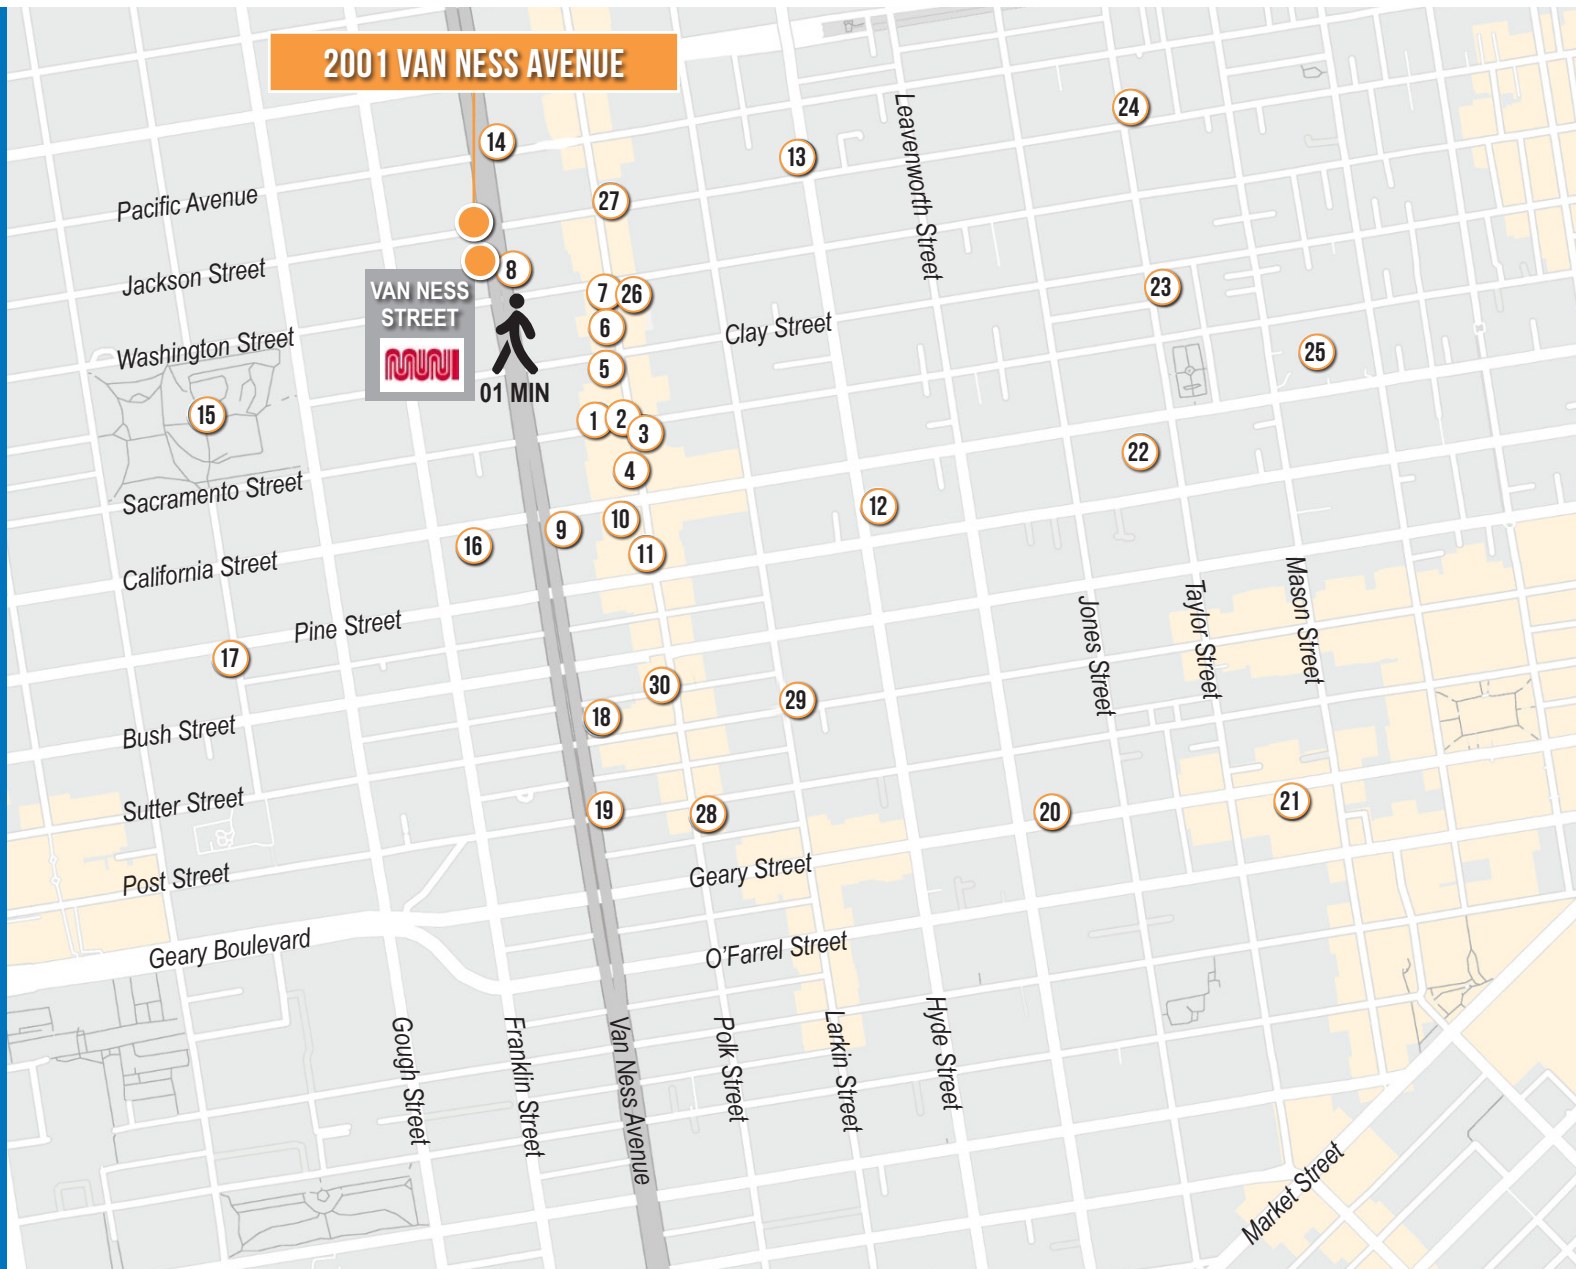 2001 VAN NESS AVENUE
24
Leavenworth Street
14
13
Pacific Avenue
27
8
Jackson Street
VAN NESS
STREET
MUNI
01 MIN
7
26
23
6
Clay Street
Washington Street
25
5
15
1
2
3
22
4
Sacramento Street
12
10
9
16
11
California Street
Mason Street
Taylor Street
Jones Street
Pine Street
17
30
29
18
Bush Street
Sutter Street
19
28
20
21
Geary Street
Post Street
Geary Boulevard
O'Farrel Street
Gough Street
Franklin Street
Van Ness Avenue
Polk Street
Larkin Street
Hyde Street
Market Street